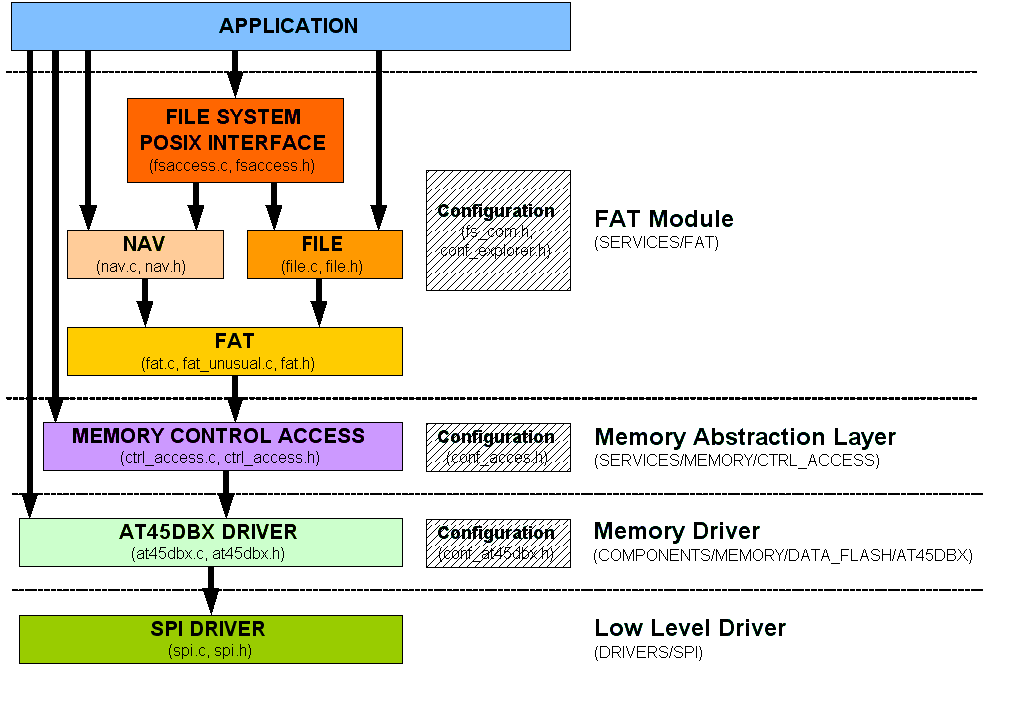 APPLICATION
FILE SYSTEM
POSIX INTERFACE
(fsaccess.c, fsaccess.h)
NAV
(nav.c, nav.h)
FILE
(file.c, file.h)
Configuration
(fs_com.h,
conf_explorer.h)
FAT Module
(SERVICES/FAT)
FAT
(fat.c, fat_unusual.c, fat.h)
MEMORY CONTROL ACCESS
(ctrl_access.c, ctrl_access.h)
Configuration
(conf_acces.h)
Memory Abstraction Layer
(SERVICES/MEMORY/CTRL_ACCESS)
AT45DBX DRIVER
(at45dbx.c, at45dbx.h)
Configuration
(conf_at45dbx.h)
Memory Driver
(COMPONENTS/MEMORY/DATA_FLASH/AT45DBX)
SPI DRIVER
(spi.c, spi.h)
Low Level Driver
(DRIVERS/SPI)